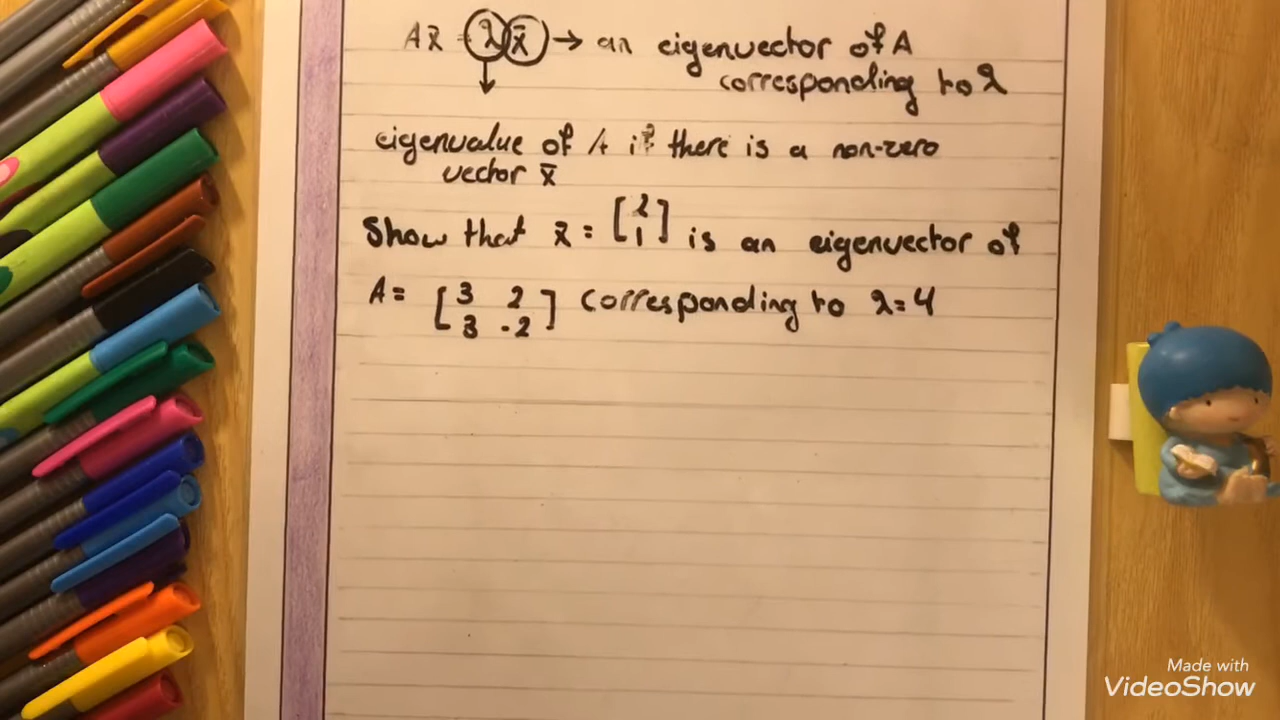 Ax̄ = λx̄ → an eigenvector of A
corresponding to λ
eigenvalue of A if there is a non-zero
vector x̄
Show that x̄ = [2 1] is an eigenvector of
A = [3 2
3 -2] corresponding to λ=4
Made with
VideoShow